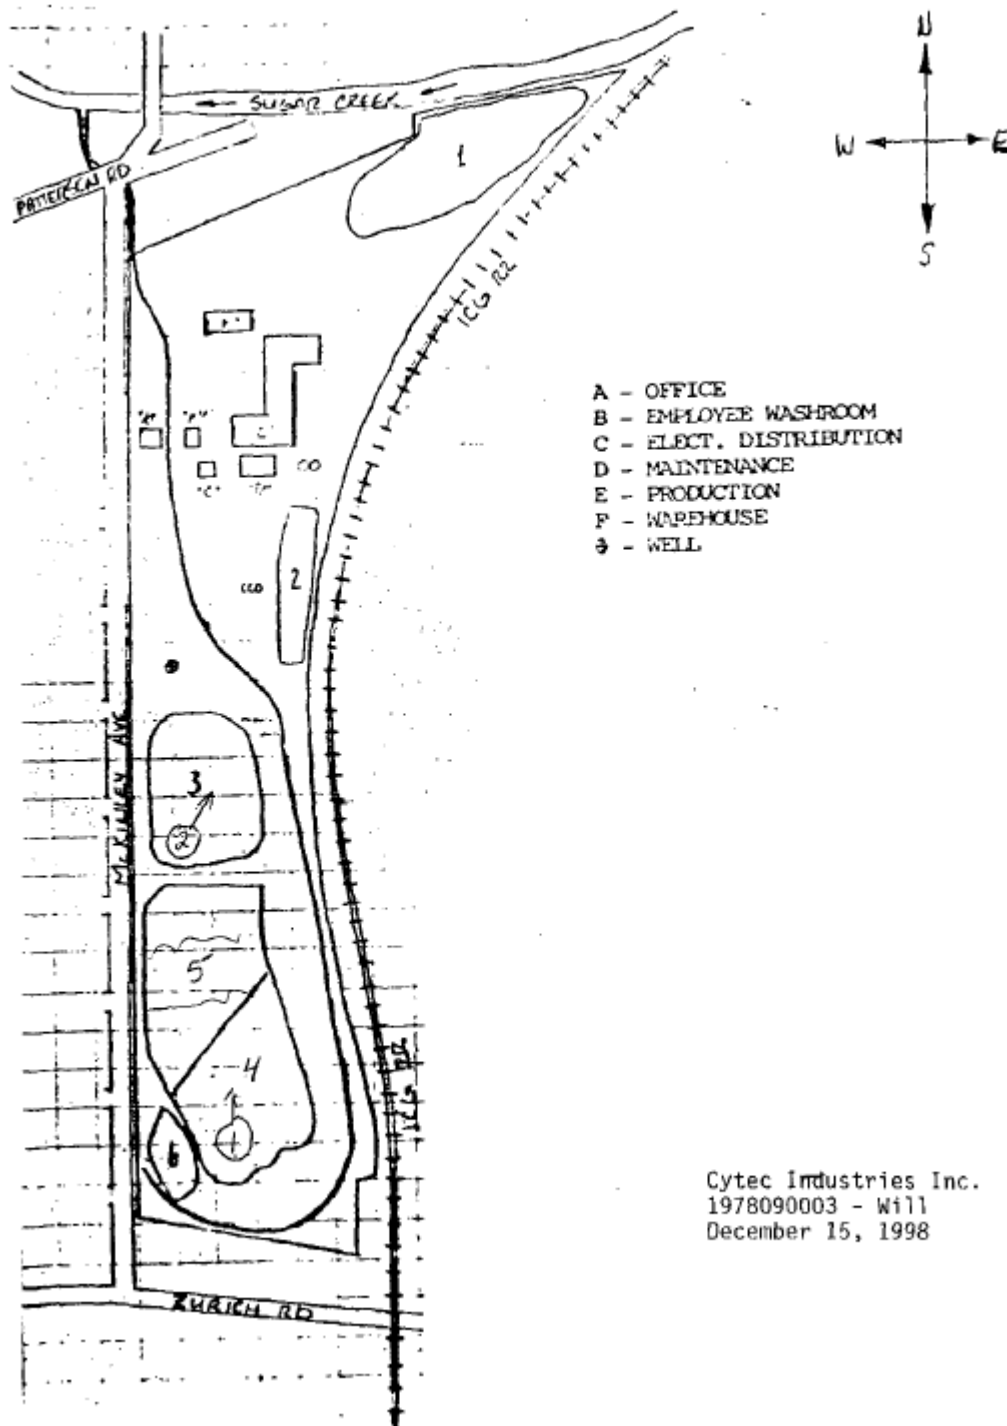 N
SUGAR CREEK
1
W
E
PATTERSON RD
S
ICG RR
A - OFFICE
B - EMPLOYEE WASHROOM
C - ELECT. DISTRIBUTION
D - MAINTENANCE
E - PRODUCTION
F - WAREHOUSE
- WELL
"C"
2
McKINLEY AVE
3
2
5
4
ICG RR
1
6
Cytec Industries Inc.
1978090003 - Will
December 15, 1998
ZURICH RD